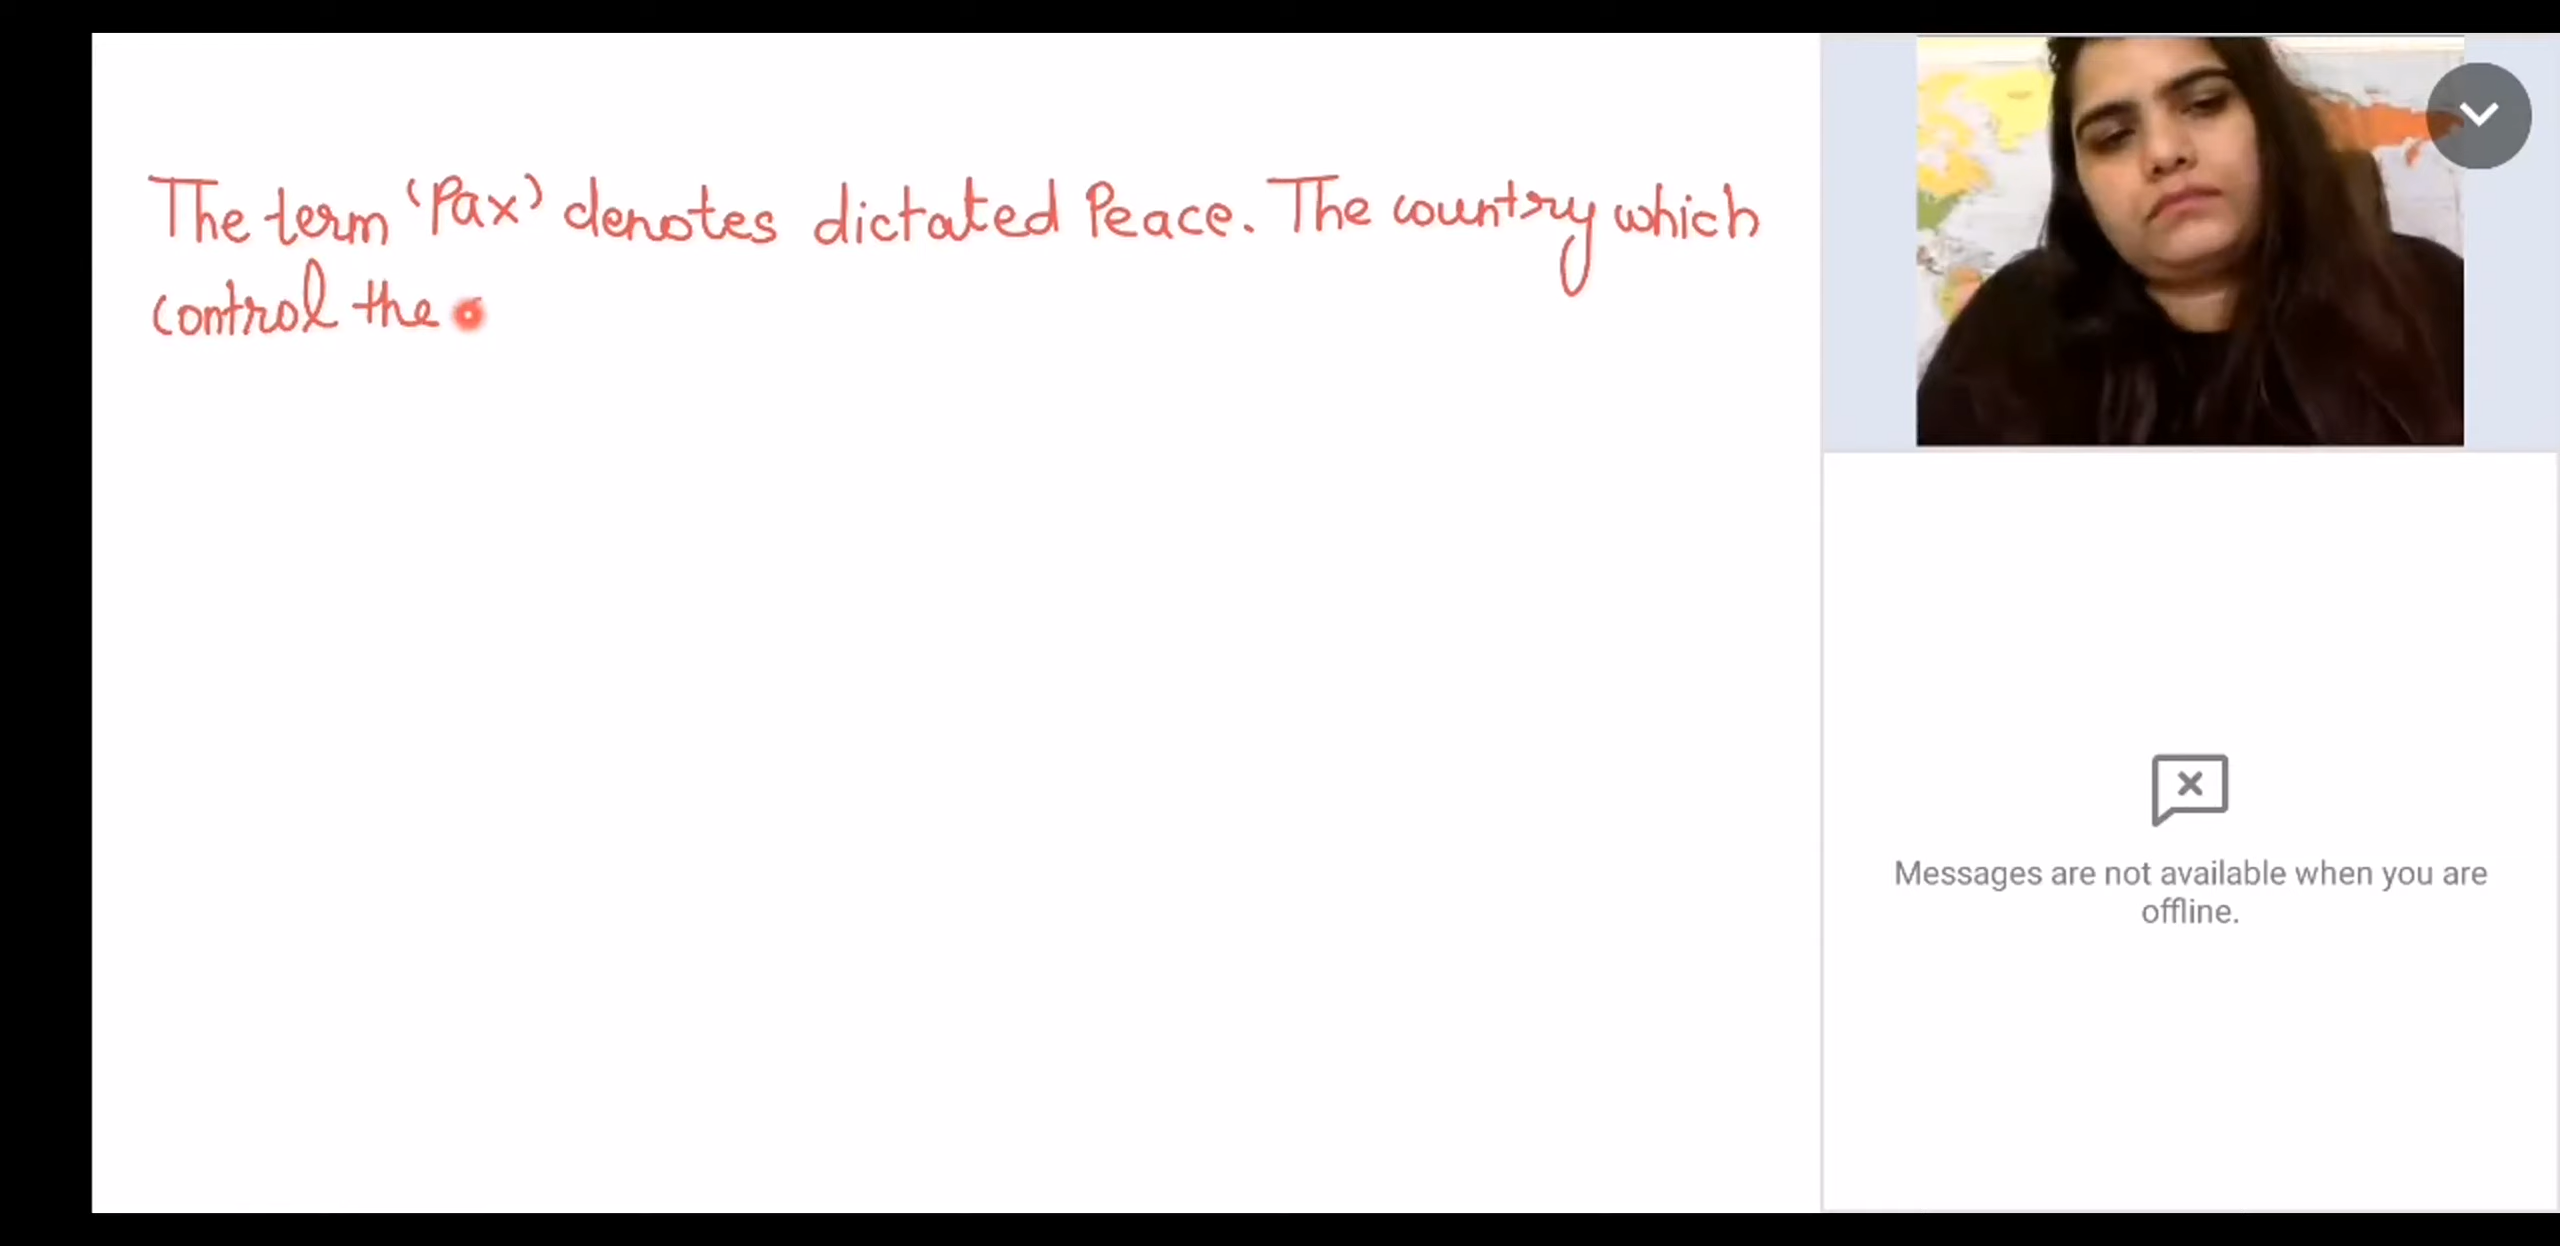 The term 'Pax' denotes dictated Peace. The country which
control the
Messages are not available when you are
offline.